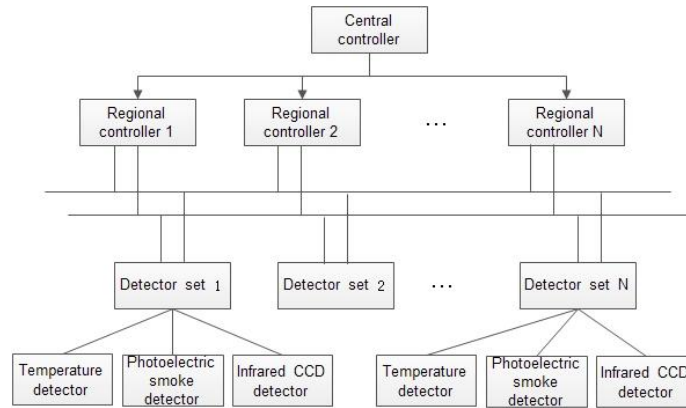 Central
controller
Regional
controller 1
Regional
controller 2
...
Regional
controller N
Detector set 1
Detector set 2
...
Detector set N
Temperature
detector
Photoelectric
smoke
detector
Infrared CCD
detector
Temperature
detector
Photoelectric
smoke
detector
Infrared CCD
detector